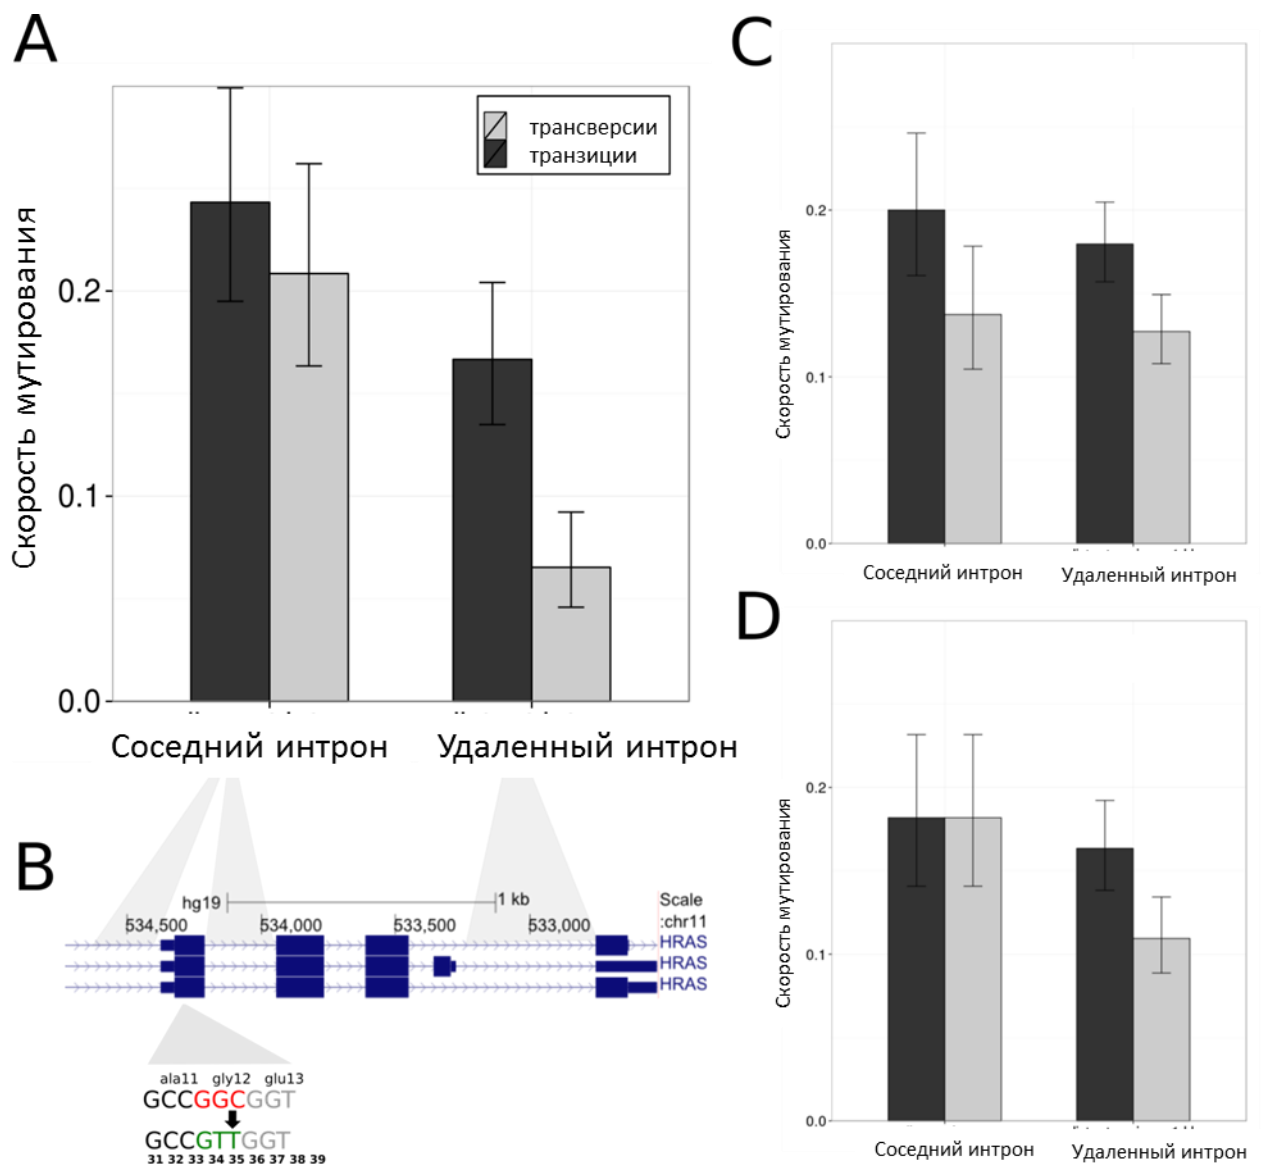 A
Скорость мутирования
0.2
0.1
0.0
трансверсии
транзиции
Соседний интрон
Удаленный интрон
C
Скорость мутирования
0.2
0.1
0.0
Соседний интрон
Удаленный интрон
D
Скорость мутирования
0.2
0.1
0.0
Соседний интрон
Удаленный интрон
B
hg19 1 kb Scale
534,500 534,000 533,500 533,000 :chr11
HRAS
HRAS
HRAS
ala11 gly12 glu13
GCCGGCGGT
GCCGTTGGT
31 32 33 34 35 36 37 38 39